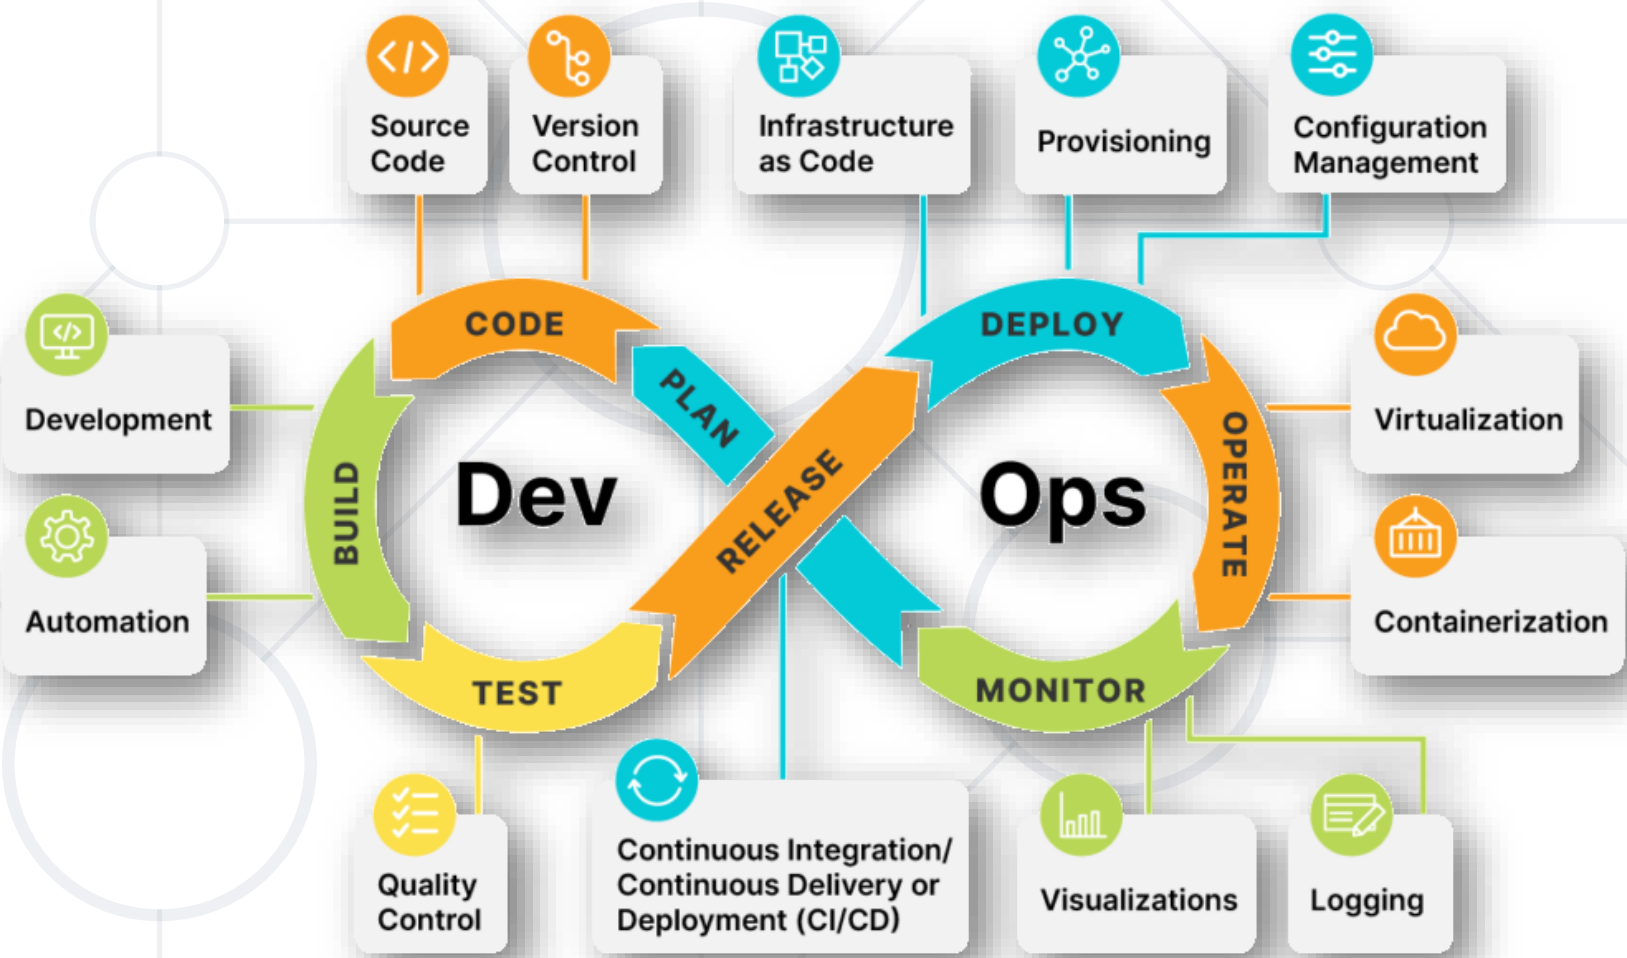 Source
Code
Version
Control
Infrastructure
as Code
Provisioning
Configuration
Management
CODE
DEPLOY
PLAN
Development
Virtualization
BUILD
Dev
RELEASE
Ops
OPERATE
Automation
Containerization
TEST
MONITOR
Quality
Control
Continuous Integration/
Continuous Delivery or
Deployment (CI/CD)
Visualizations
Logging